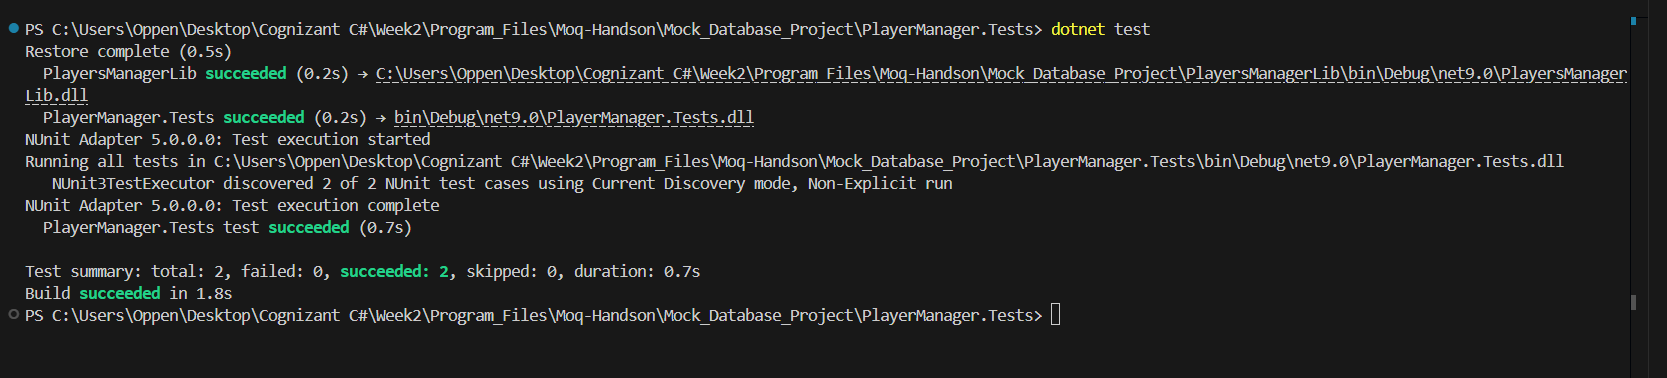 PS C:\Users\Oppen\Desktop\Cognizant C#\Week2\Program_Files\Moq-Handson\Mock_Database_Project\PlayerManager.Tests> dotnet test
Restore complete (0.5s)
PlayersManagerLib succeeded (0.2s) → C:\Users\Oppen\Desktop\Cognizant C#\Week2\Program_Files\Moq-Handson\Mock_Database_Project\PlayersManagerLib\bin\Debug\net9.0\PlayersManager
Lib.dll
PlayerManager.Tests succeeded (0.2s) → bin\Debug\net9.0\PlayerManager.Tests.dll
NUnit Adapter 5.0.0.0: Test execution started
Running all tests in C:\Users\Oppen\Desktop\Cognizant C#\Week2\Program_Files\Moq-Handson\Mock_Database_Project\PlayerManager.Tests\bin\Debug\net9.0\PlayerManager.Tests.dll
NUnit3TestExecutor discovered 2 of 2 NUnit test cases using Current Discovery mode, Non-Explicit run
NUnit Adapter 5.0.0.0: Test execution complete
PlayerManager.Tests test succeeded (0.7s)
Test summary: total: 2, failed: 0, succeeded: 2, skipped: 0, duration: 0.7s
Build succeeded in 1.8s
PS C:\Users\Oppen\Desktop\Cognizant C#\Week2\Program_Files\Moq-Handson\Mock_Database_Project\PlayerManager.Tests>